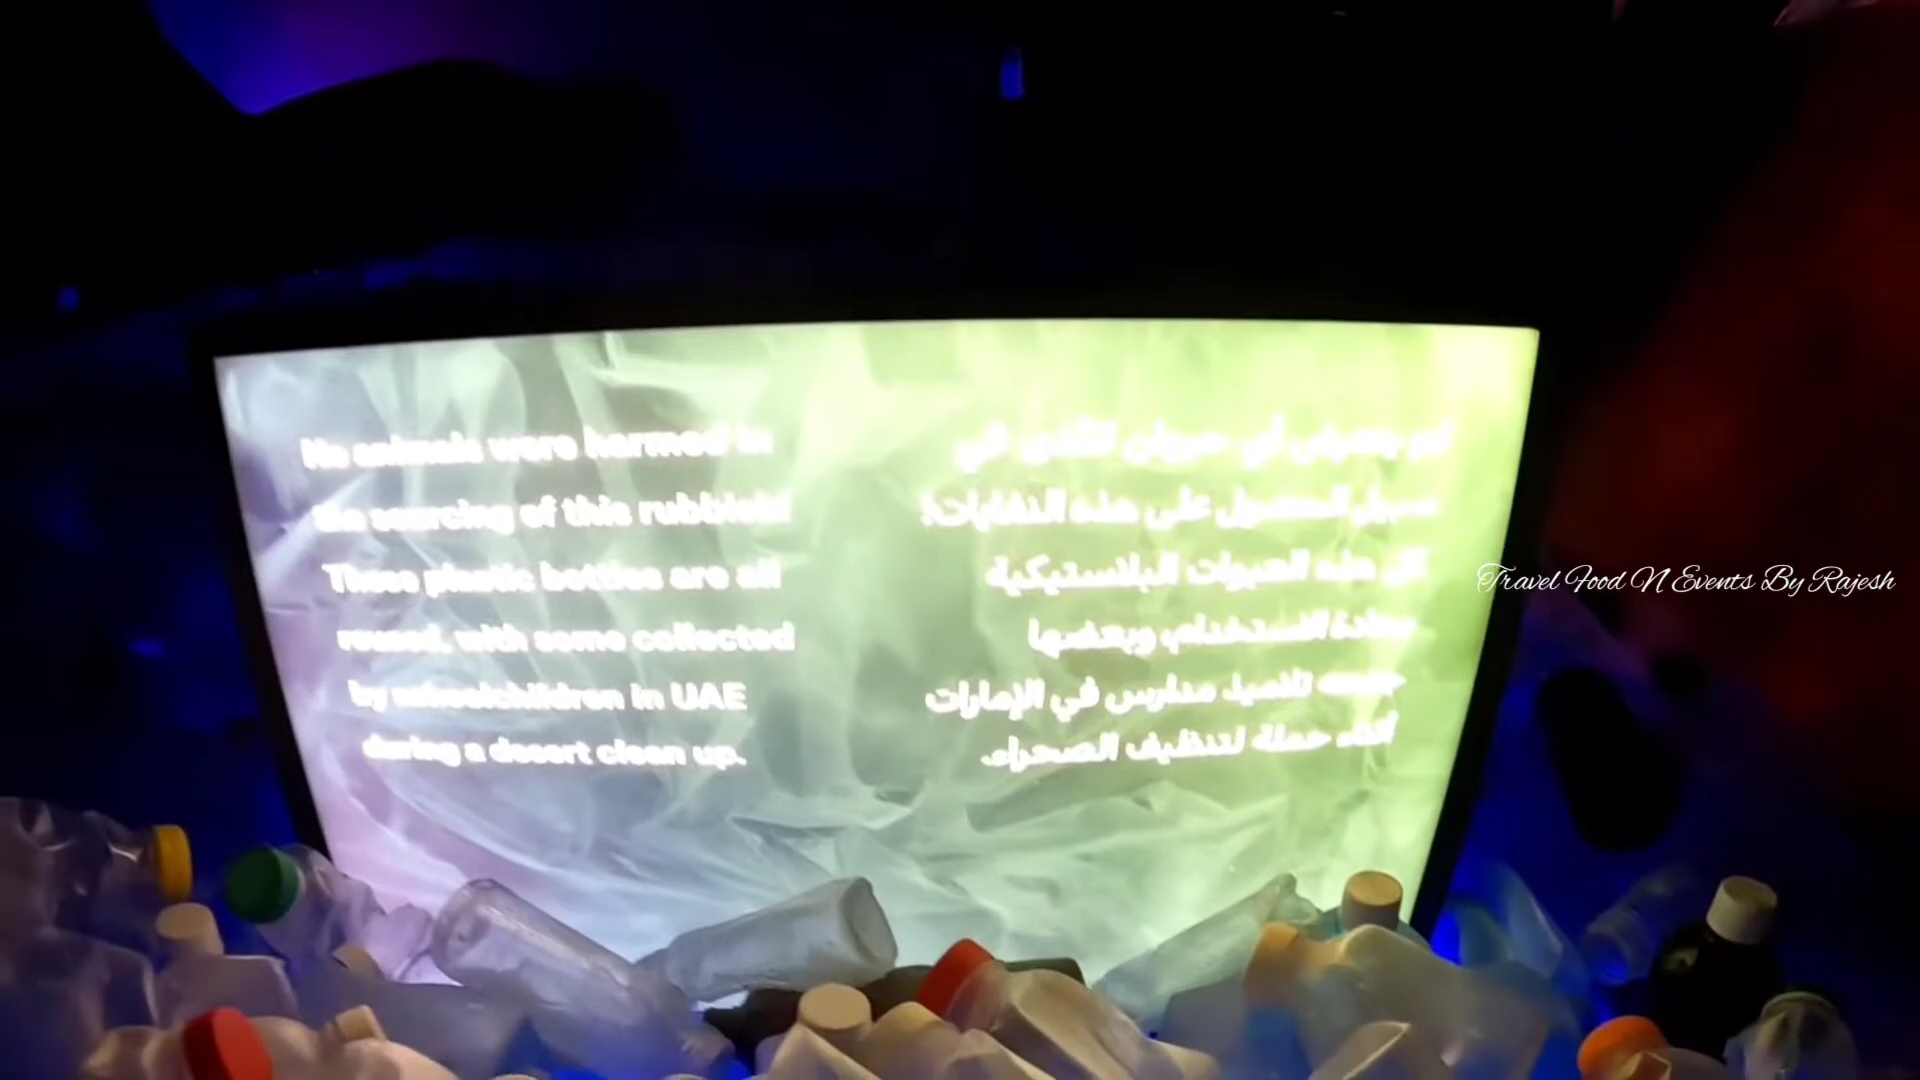 No animals were harmed in
the sourcing of this rubbish!
These plastic bottles are all
reused, with some collected
by schoolchildren in UAE
during a desert clean up.
لم يتعرض أي حيوان للأذى في
سبيل الحصول على هذه النفايات؛
كل هذه العبوات البلاستيكية
معادة الاستخدام، وبعضها
تلاميذ مدارس في الإمارات
أثناء حملة لتنظيف الصحراء.
Travel Food N Events By Rajesh